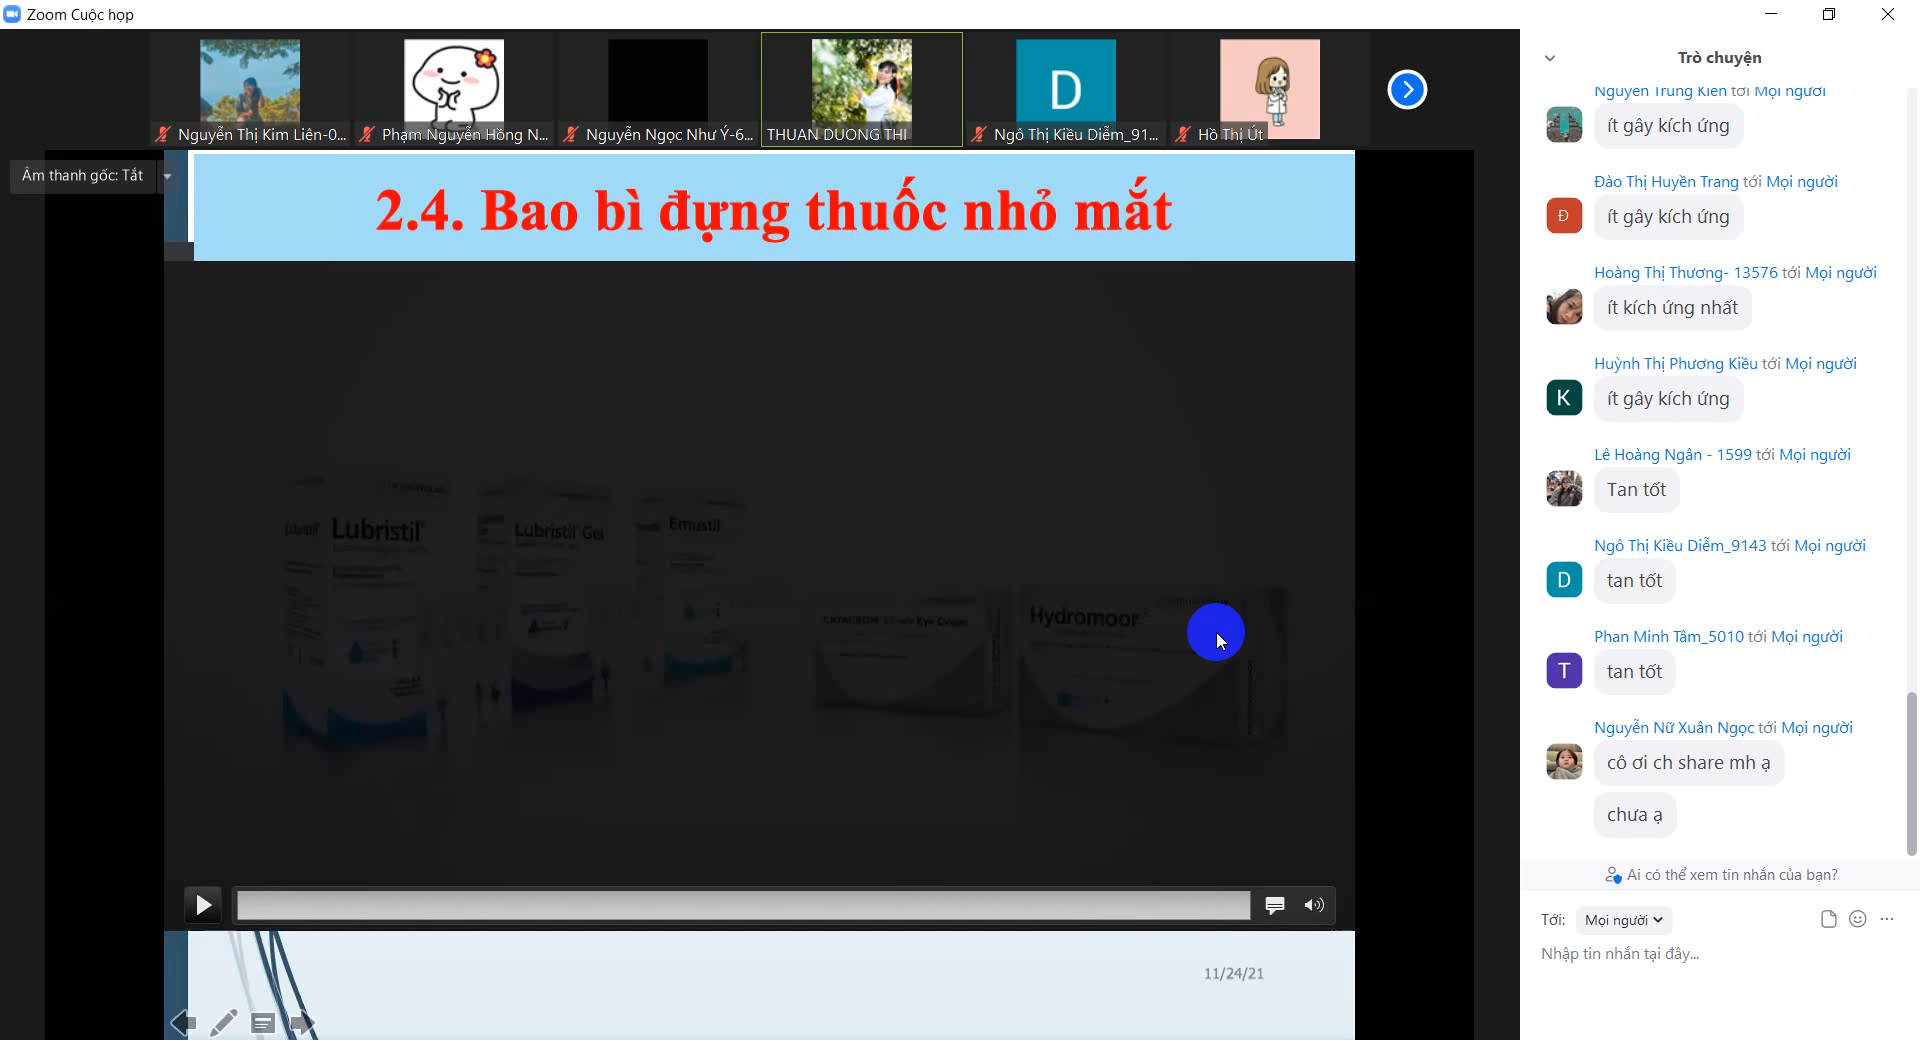 Zoom Cuộc họp
Nguyễn Thị Kim Liên-0...
Phạm Nguyễn Hồng N...
Nguyễn Ngọc Như Ý-6...
THUAN DUONG THI
D
Ngô Thị Kiều Diễm_91...
Hồ Thị Út
Âm thanh gốc: Tắt
2.4. Bao bì đựng thuốc nhỏ mắt
Lubristil
Lubristil Gel
Emustil
Eye Drops
Hydromoor
11/24/21
Trò chuyện
Nguyễn Trung Kiên tới Mọi người
ít gây kích ứng
Đào Thị Huyền Trang tới Mọi người
Đ
ít gây kích ứng
Hoàng Thị Thương- 13576 tới Mọi người
ít kích ứng nhất
Huỳnh Thị Phương Kiều tới Mọi người
K
ít gây kích ứng
Lê Hoàng Ngân - 1599 tới Mọi người
Tan tốt
Ngô Thị Kiều Diễm_9143 tới Mọi người
D
tan tốt
Phan Minh Tâm_5010 tới Mọi người
T
tan tốt
Nguyễn Nữ Xuân Ngọc tới Mọi người
cô ơi ch share mh ạ
chưa ạ
Ai có thể xem tin nhắn của bạn?
Tới: Mọi người
Nhập tin nhắn tại đây...